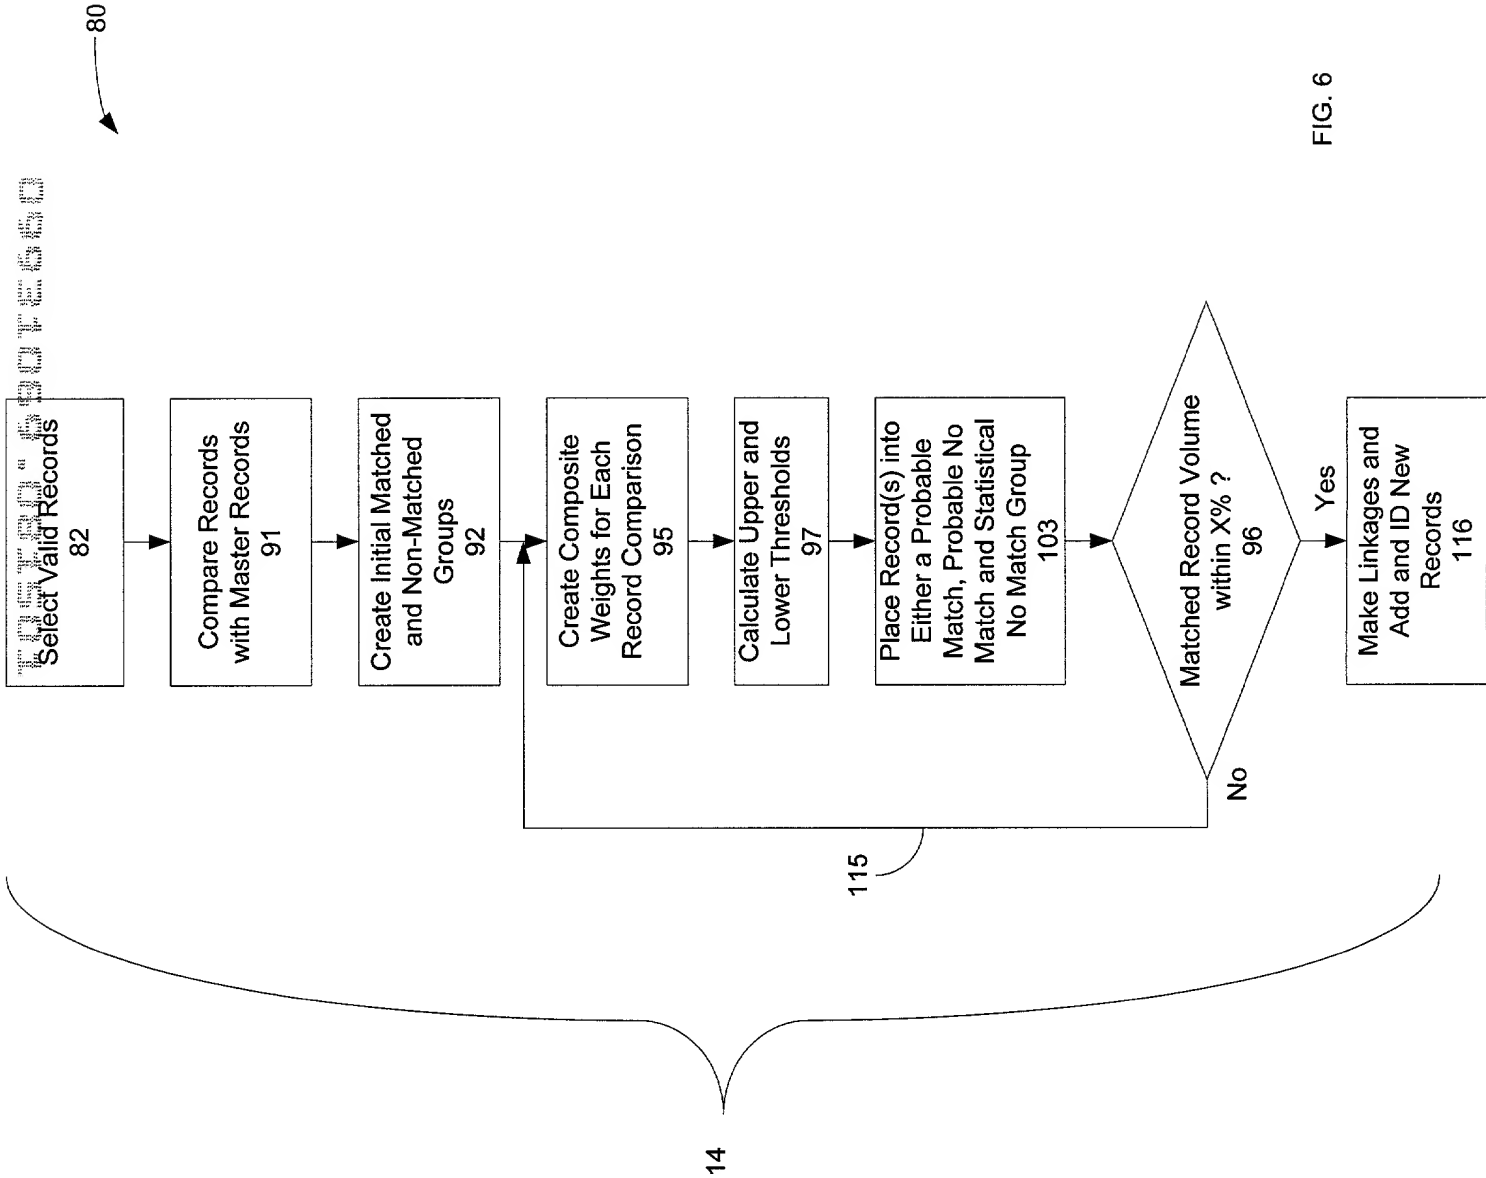 80
Select Valid Records
82
Compare Records
with Master Records
91
Create Initial Matched
and Non-Matched
Groups
92
Create Composite
Weights for Each
Record Comparison
95
Calculate Upper and
Lower Thresholds
97
Place Record(s) into
Either a Probable
Match, Probable No
Match and Statistical
No Match Group
103
Matched Record Volume
within X% ?
96
No
115
Yes
Make Linkages and
Add and ID New
Records
116
14
FIG. 6